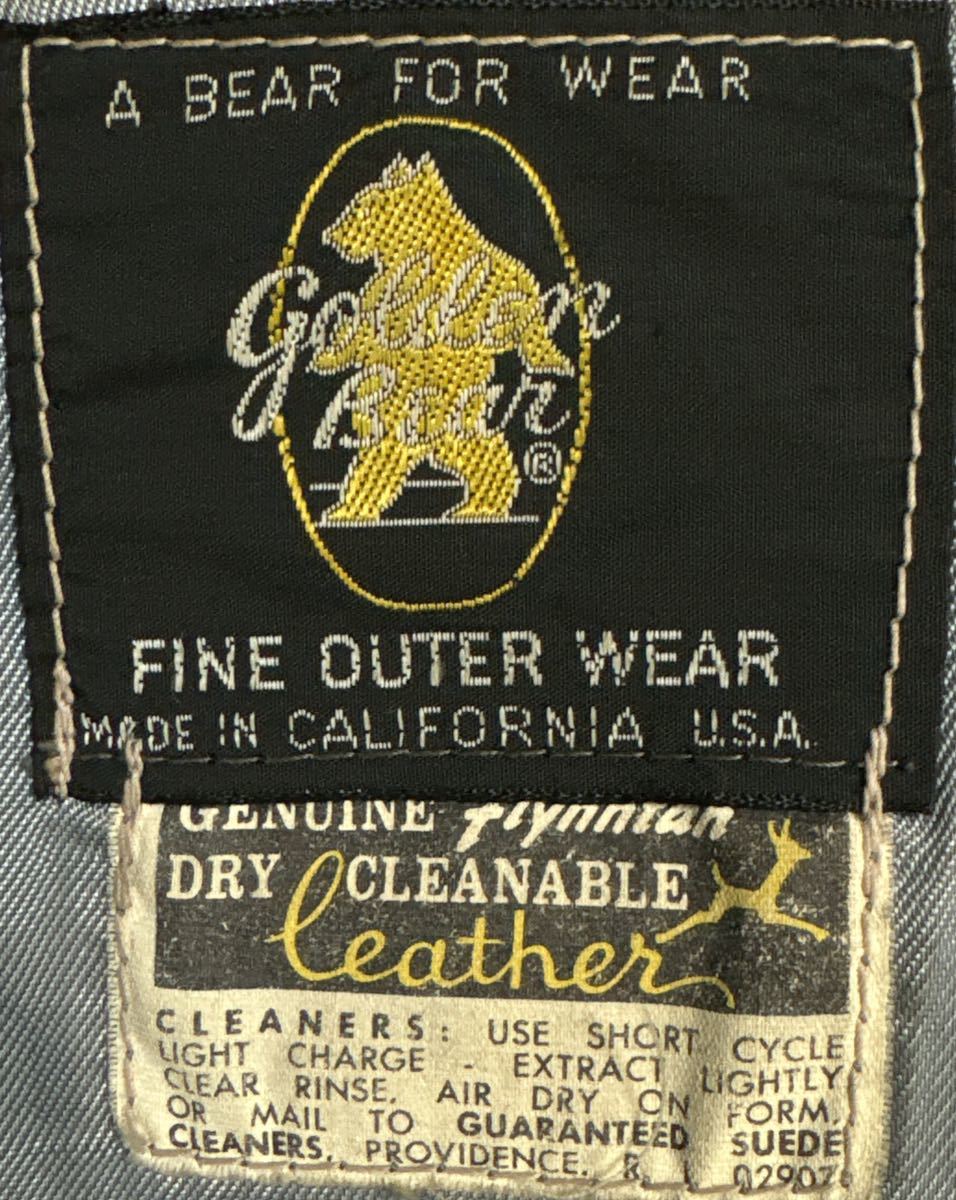 A BEAR FOR WEAR
Golden
Bear
®
FINE OUTER WEAR
MADE IN CALIFORNIA U.S.A.
GENUINE flynntan
DRY CLEANABLE
leather
CLEANERS: USE SHORT CYCLE
LIGHT CHARGE - EXTRACT LIGHTLY
CLEAR RINSE. AIR DRY ON FORM.
OR MAIL TO GUARANTEED SUEDE
CLEANERS, PROVIDENCE, R. I. 02907